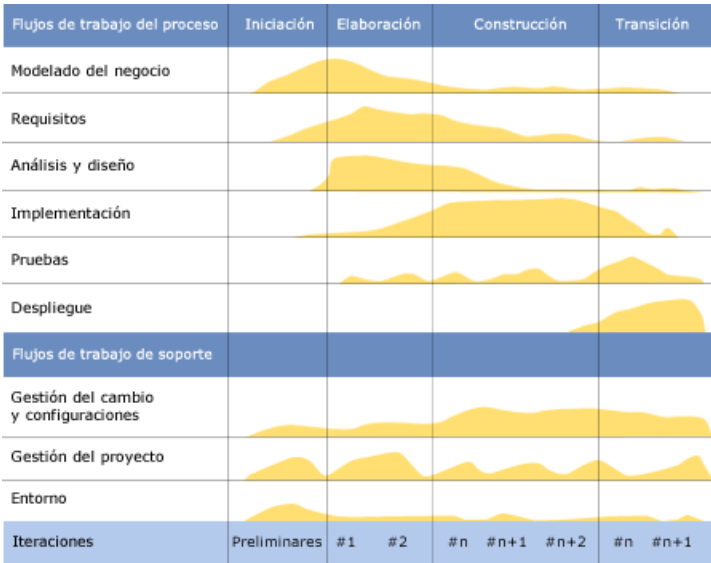 Flujos de trabajo del proceso Iniciación Elaboración Construcción Transición
Modelado del negocio
Requisitos
Análisis y diseño
Implementación
Pruebas
Despliegue
Flujos de trabajo de soporte
Gestión del cambio
y configuraciones
Gestión del proyecto
Entorno
Iteraciones Preliminares #1 #2 #n #n+1 #n+2 #n #n+1